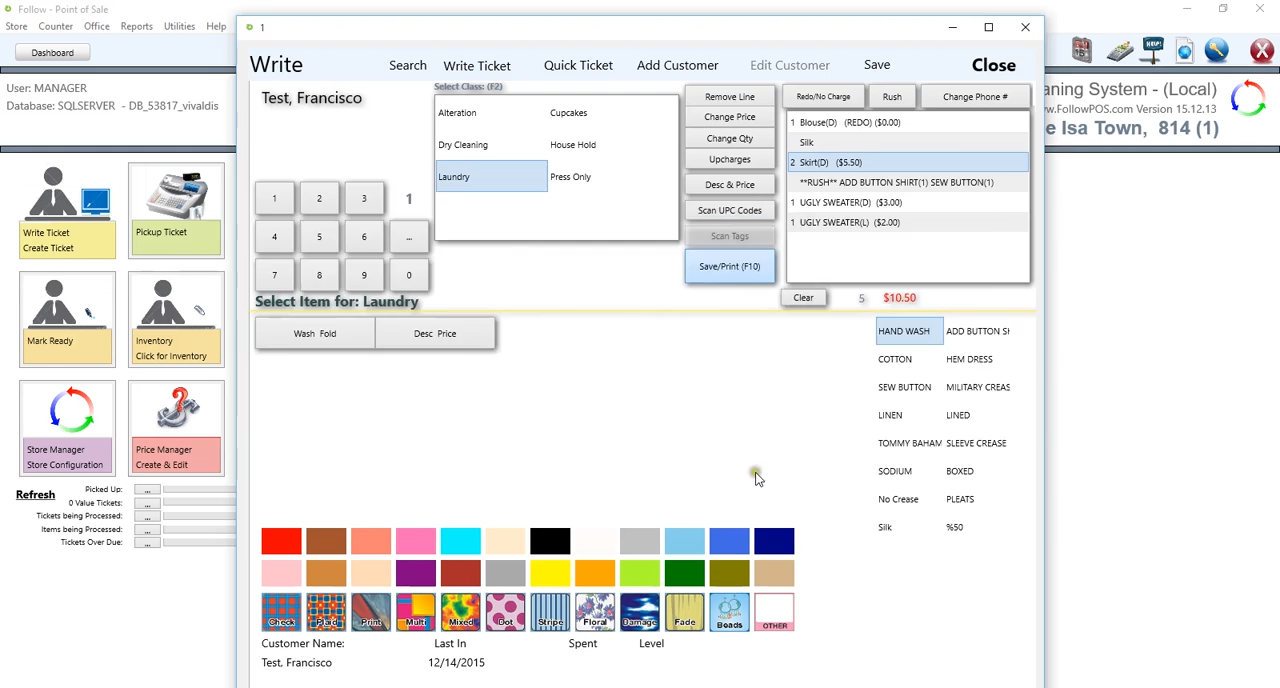 Follow - Point of Sale
Store Counter Office Reports Utilities Help
Dashboard
User: MANAGER
Database: SQLSERVER - DB_53817_vivaldis
Write Ticket
Create Ticket
Pickup Ticket
Mark Ready
Inventory
Click for Inventory
Store Manager
Store Configuration
Price Manager
Create & Edit
Refresh
Picked Up: ...
0 Value Tickets: ...
Tickets being Processed: ...
Items being Processed: ...
Tickets Over Due: ...
1
Write
Search Write Ticket Quick Ticket Add Customer Edit Customer Save Close
Test, Francisco
Select Class: (F2)
Alteration Cupcakes
Dry Cleaning House Hold
Laundry Press Only
1 2 3 1
4 5 6 ...
7 8 9 0
Remove Line
Change Price
Change Qty
Upcharges
Desc & Price
Scan UPC Codes
Scan Tags
Save/Print (F10)
Redo/No Charge Rush Change Phone #
1 Blouse(D) (REDO) ($0.00)
Silk
2 Skirt(D) ($5.50)
**RUSH** ADD BUTTON SHIRT(1) SEW BUTTON(1)
1 UGLY SWEATER(D) ($3.00)
1 UGLY SWEATER(L) ($2.00)
Clear 5 $10.50
Select Item for: Laundry
Wash Fold Desc Price
HAND WASH ADD BUTTON SH
COTTON HEM DRESS
SEW BUTTON MILITARY CREAS
LINEN LINED
TOMMY BAHAM SLEEVE CREASE
SODIUM BOXED
No Crease PLEATS
Silk %50
Check Plaid Print Multi Mixed Dot Stripe Floral Damage Fade Beads OTHER
Customer Name: Last In Spent Level
Test, Francisco 12/14/2015
HELP
15
aning System - (Local)
w.FollowPOS.com Version 15.12.13
e Isa Town, 814 (1)